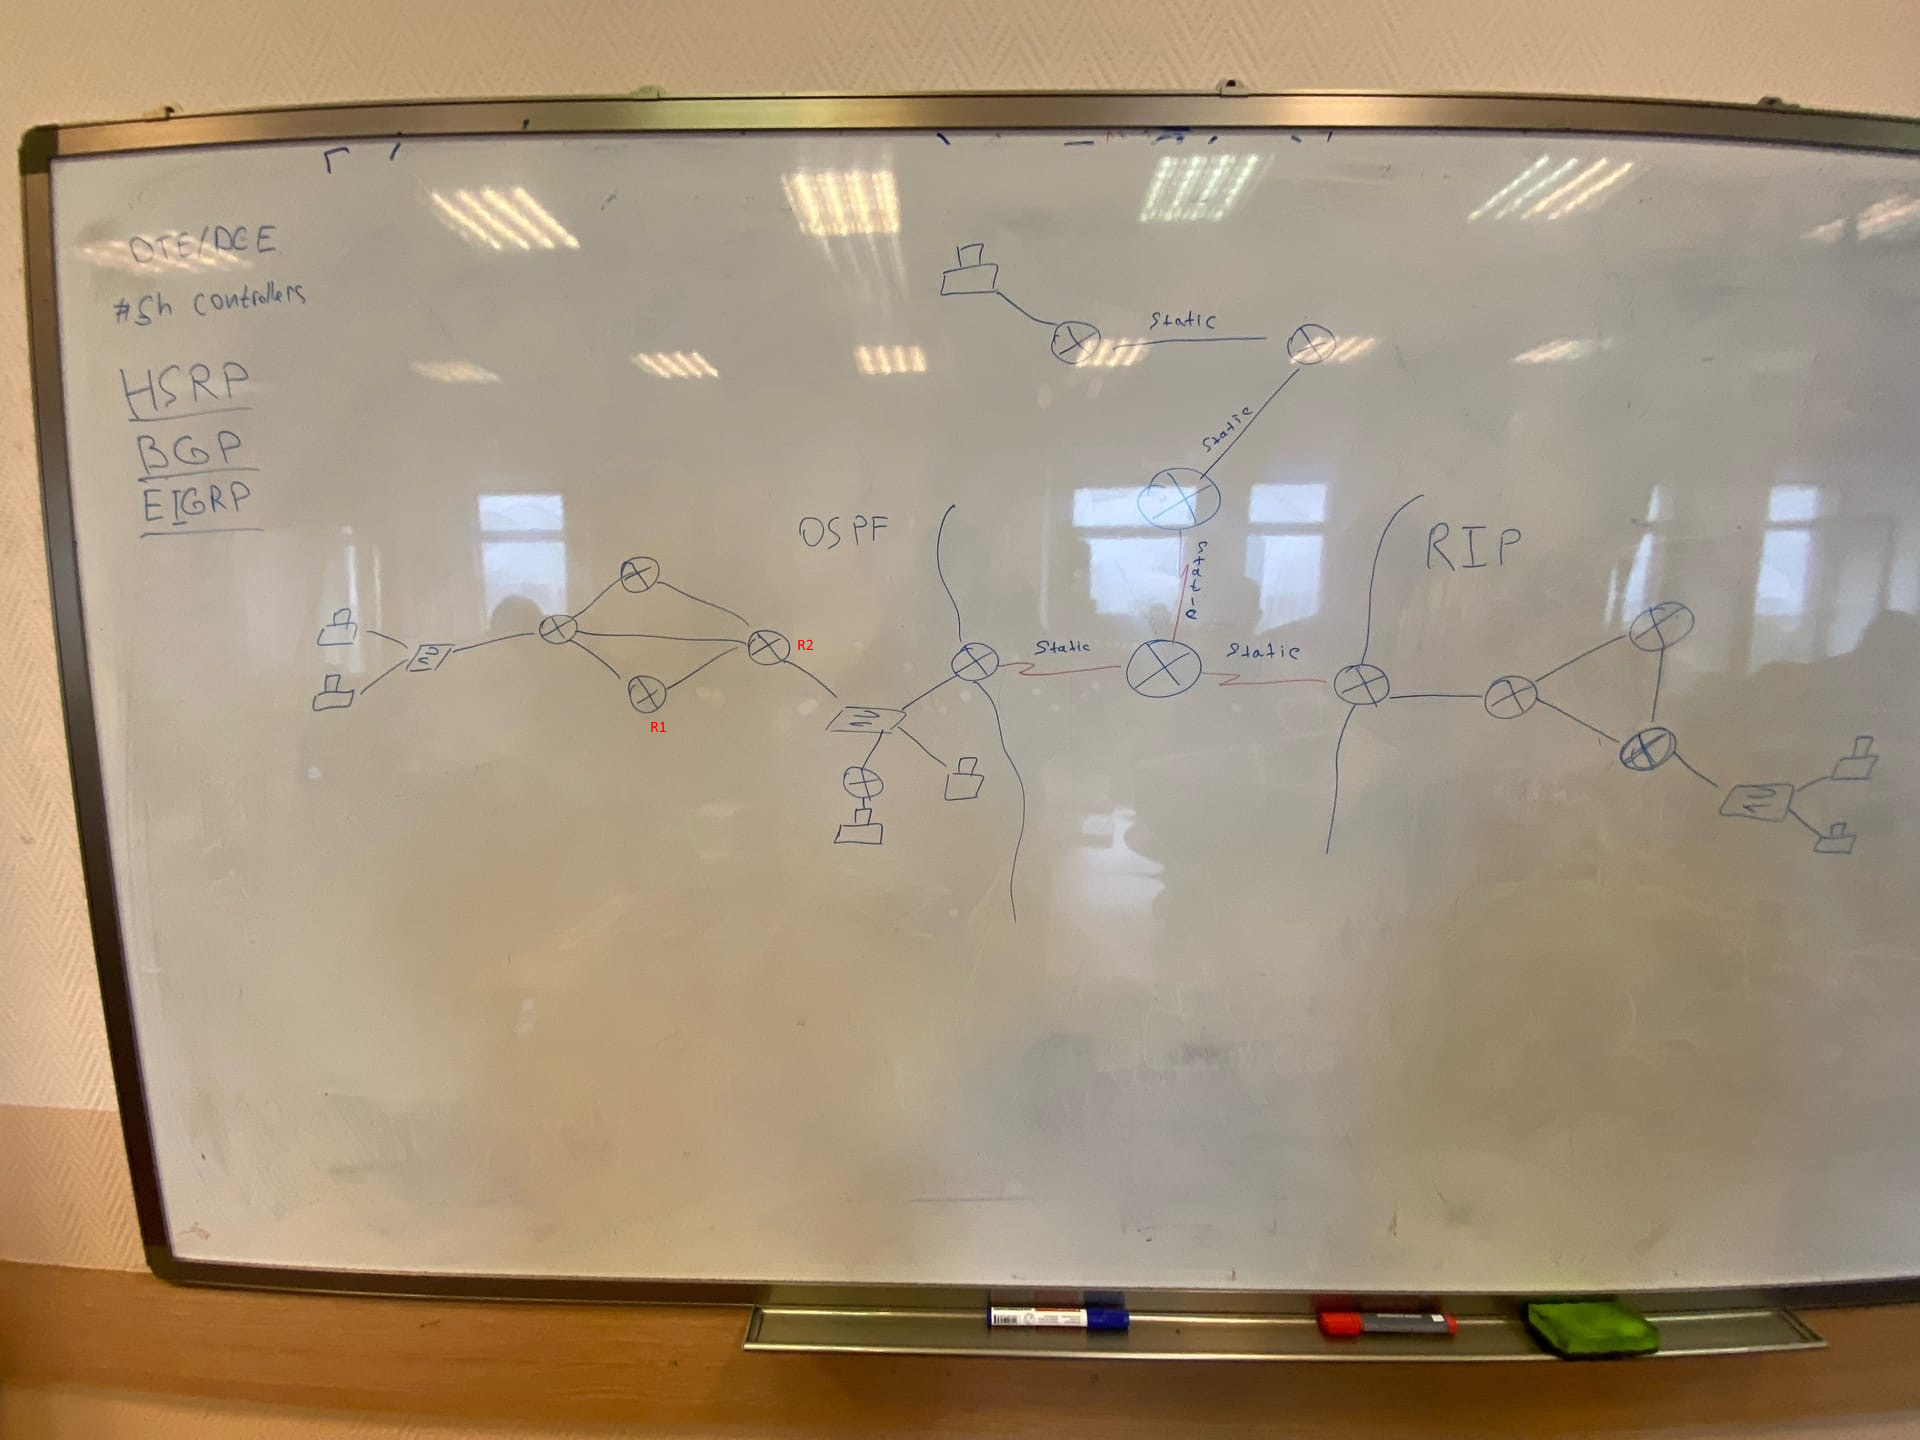 DTE/DCE
#Sh controllers
HSRP
BGP
EIGRP
Static
Static
OSPF
RIP
Static
Static
Static
R2
R1